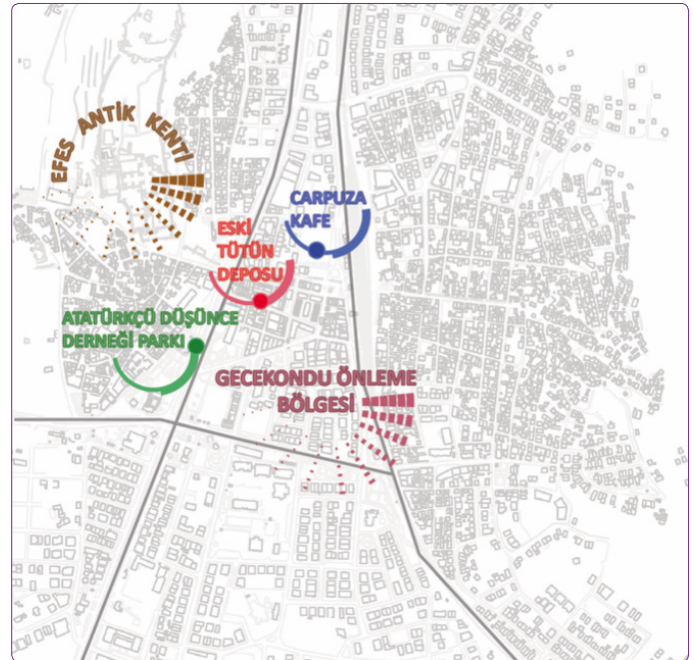 EFES ANTİK KENTİ
CARPUZA
KAFE
ESKİ
TÜTÜN
DEPOSU
ATATÜRKÇÜ DÜŞÜNCE
DERNEĞİ PARKI
GECEKONDU ÖNLEME
BÖLGESİ